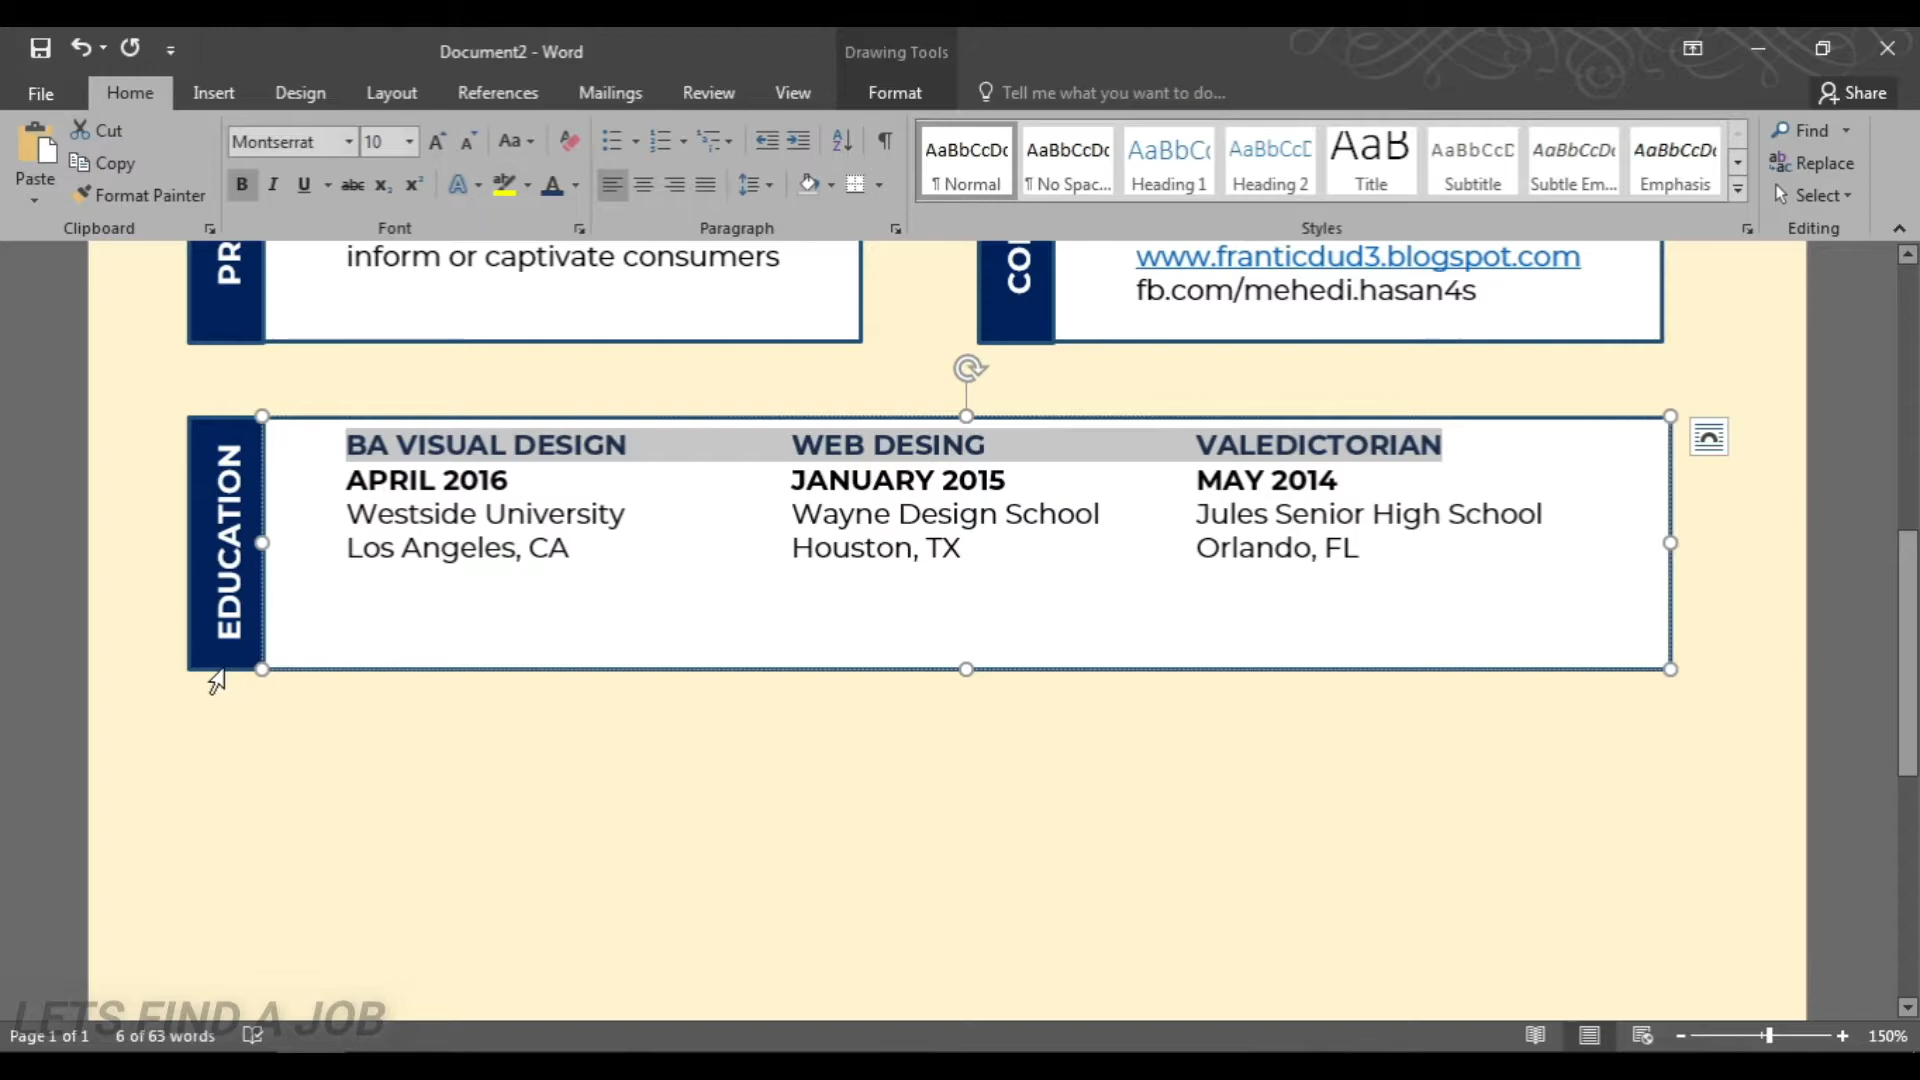 Document2 - Word
Drawing Tools
File Home Insert Design Layout References Mailings Review View Format Tell me what you want to do... Share
Paste
Cut
Copy
Format Painter
Clipboard
Montserrat 10
Font
Paragraph
AaBbCcDc AaBbCcDc AaBbC AaBbCcD AaB AaBbCcD AaBbCcDc AaBbCcDc
¶ Normal ¶ No Spac... Heading 1 Heading 2 Title Subtitle Subtle Em... Emphasis
Styles
Find
Replace
Select
Editing
PR
inform or captivate consumers
CO
www.franticdud3.blogspot.com
fb.com/mehedi.hasan4s
EDUCATION
BA VISUAL DESIGN WEB DESING VALEDICTORIAN
APRIL 2016 JANUARY 2015 MAY 2014
Westside University Wayne Design School Jules Senior High School
Los Angeles, CA Houston, TX Orlando, FL
LETS FIND A JOB
Page 1 of 1 6 of 63 words 150%